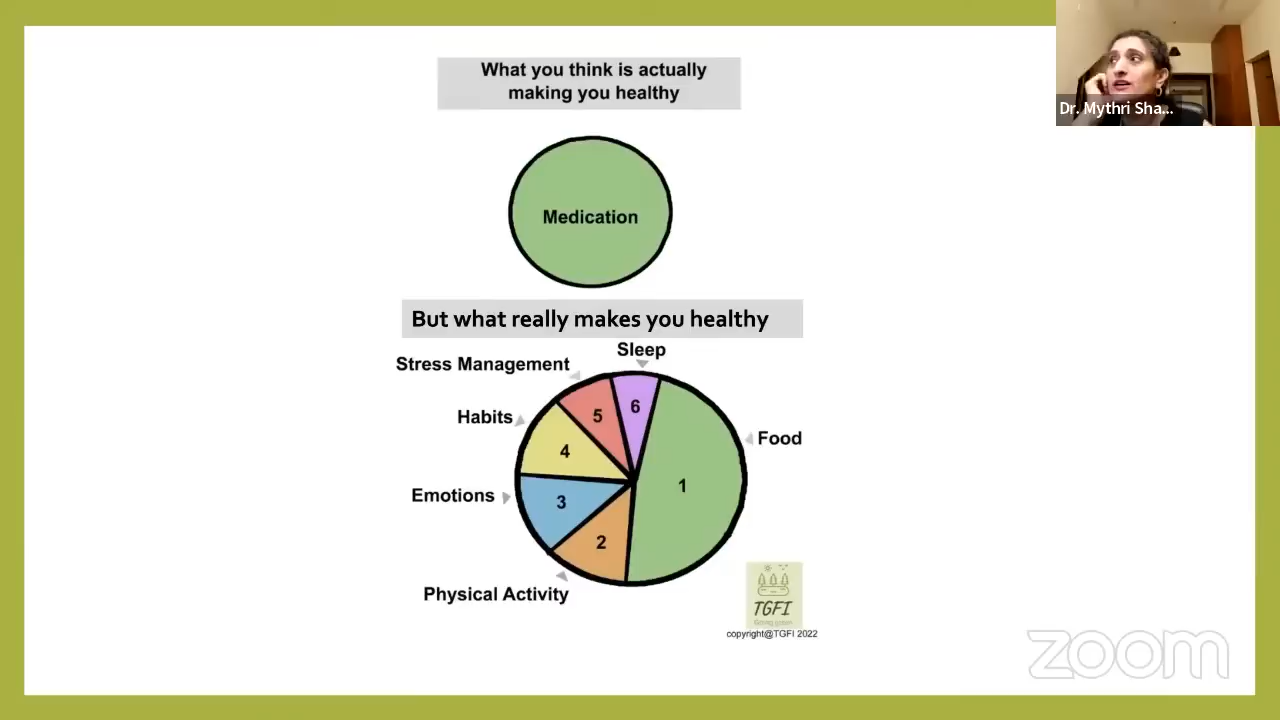 What you think is actually
making you healthy
Dr. Mythri Sha...
Medication
But what really makes you healthy
Sleep
Stress Management
Habits
Food
Emotions
Physical Activity
6
5
4
1
3
2
TGFI
copyright@TGFI 2022
zoom